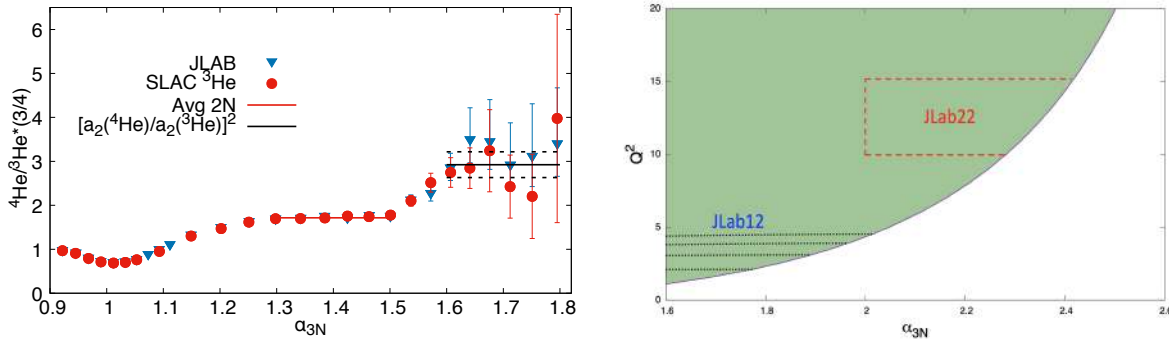 6
5
4
3
2
1
0
⁴He/³He*(3/4)
JLAB
SLAC ³He
Avg 2N
[a₂(⁴He)/a₂(³He)]²
0.9 1 1.1 1.2 1.3 1.4 1.5 1.6 1.7 1.8
α₃N
20
15
10
5
0
Q²
JLab22
JLab12
1.6 1.8 2 2.2 2.4 2.6
α₃N